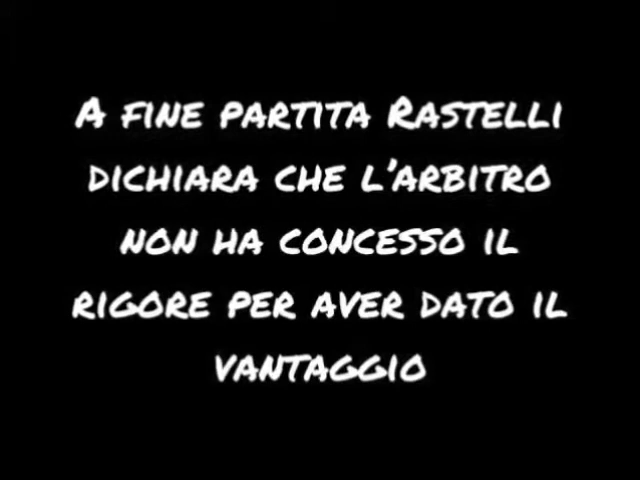 A FINE PARTITA RASTELLI
DICHIARA CHE L'ARBITRO
NON HA CONCESSO IL
RIGORE PER AVER DATO IL
VANTAGGIO